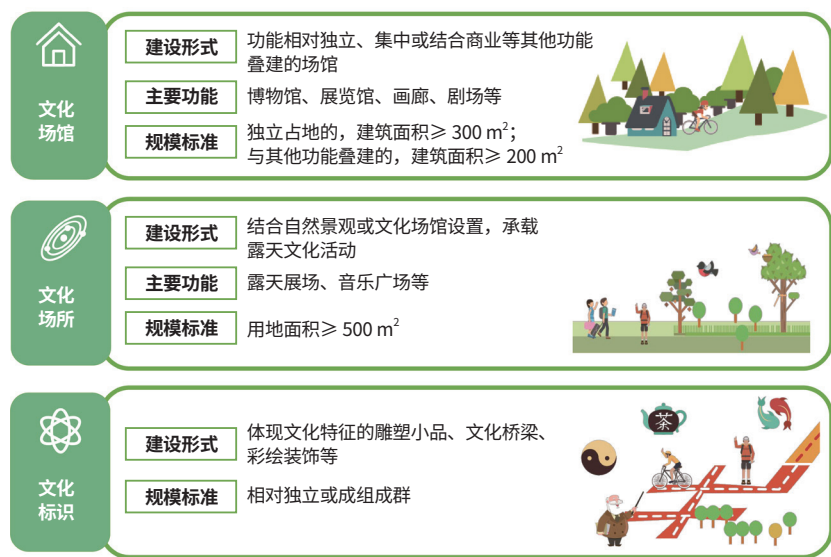 文化
场馆
建设形式
功能相对独立、集中或结合商业等其他功能
叠建的场馆
主要功能
博物馆、展览馆、画廊、剧场等
规模标准
独立占地的，建筑面积≥ 300 m²；
与其他功能叠建的，建筑面积≥ 200 m²
文化
场所
建设形式
结合自然景观或文化场馆设置，承载
露天文化活动
主要功能
露天展场、音乐广场等
规模标准
用地面积≥ 500 m²
文化
标识
建设形式
体现文化特征的雕塑小品、文化桥梁、
彩绘装饰等
规模标准
相对独立或成组成群
茶